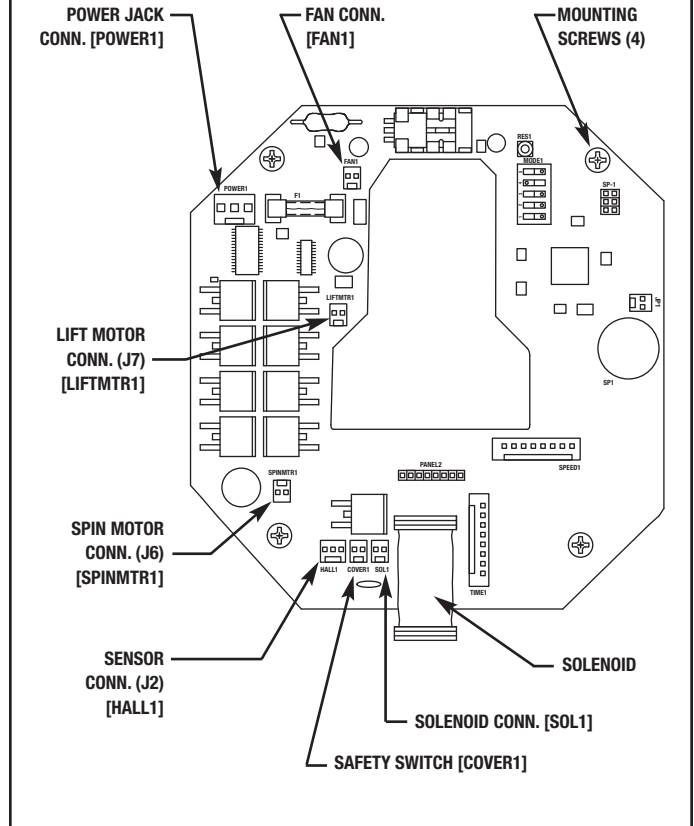 POWER JACK
CONN. [POWER1]
FAN CONN.
[FAN1]
MOUNTING
SCREWS (4)
RES1
MODE1
FAN1
SP-1
POWER1
F1
LIFTMTR1
JP1
LIFT MOTOR
CONN. (J7)
[LIFTMTR1]
SP1
PANEL2
SPEED1
SPINMTR1
SPIN MOTOR
CONN. (J6)
[SPINMTR1]
HALL1
COVER1
SOL1
TIME1
SENSOR
CONN. (J2)
[HALL1]
SOLENOID
SOLENOID CONN. [SOL1]
SAFETY SWITCH [COVER1]